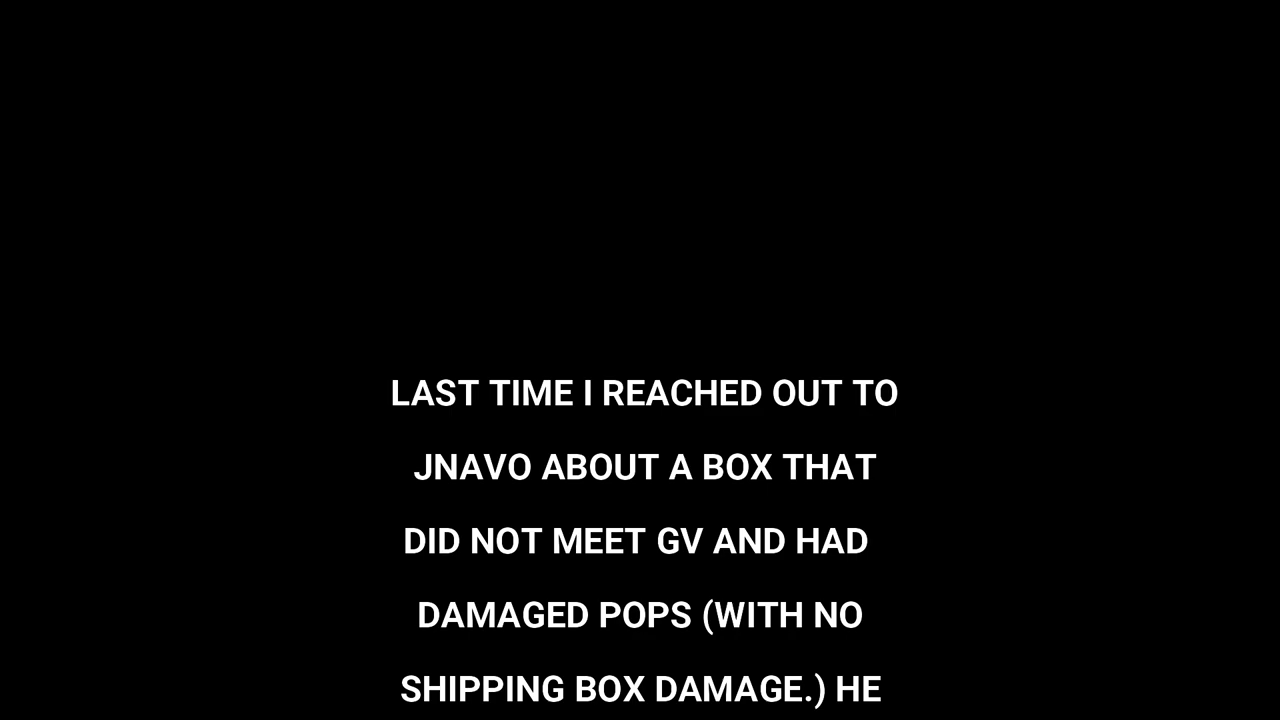 LAST TIME I REACHED OUT TO
JNAVO ABOUT A BOX THAT
DID NOT MEET GV AND HAD
DAMAGED POPS (WITH NO
SHIPPING BOX DAMAGE.) HE